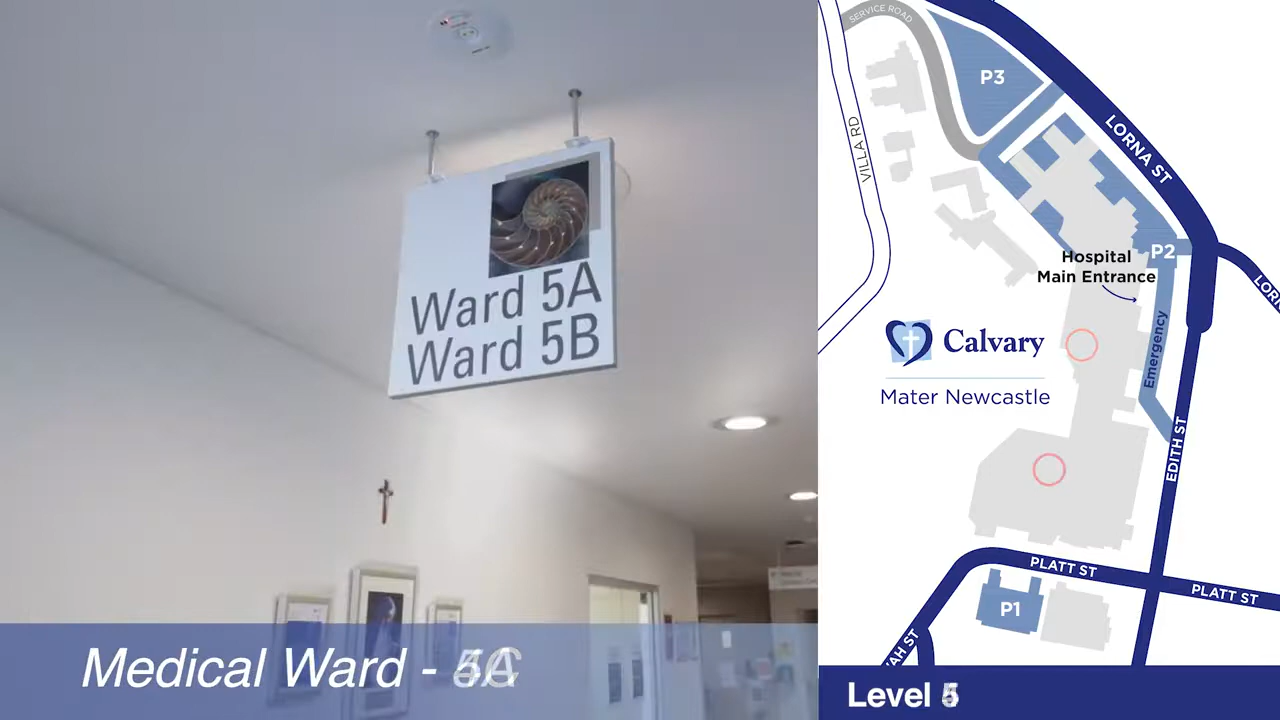 Ward 5A
Ward 5B
Medical Ward -
SERVICE ROAD
P3
LORNA ST
VILLA RD
P2
Hospital
Main Entrance
Emergency
Calvary
Mater Newcastle
EDITH ST
PLATT ST
PLATT ST
P1
Level